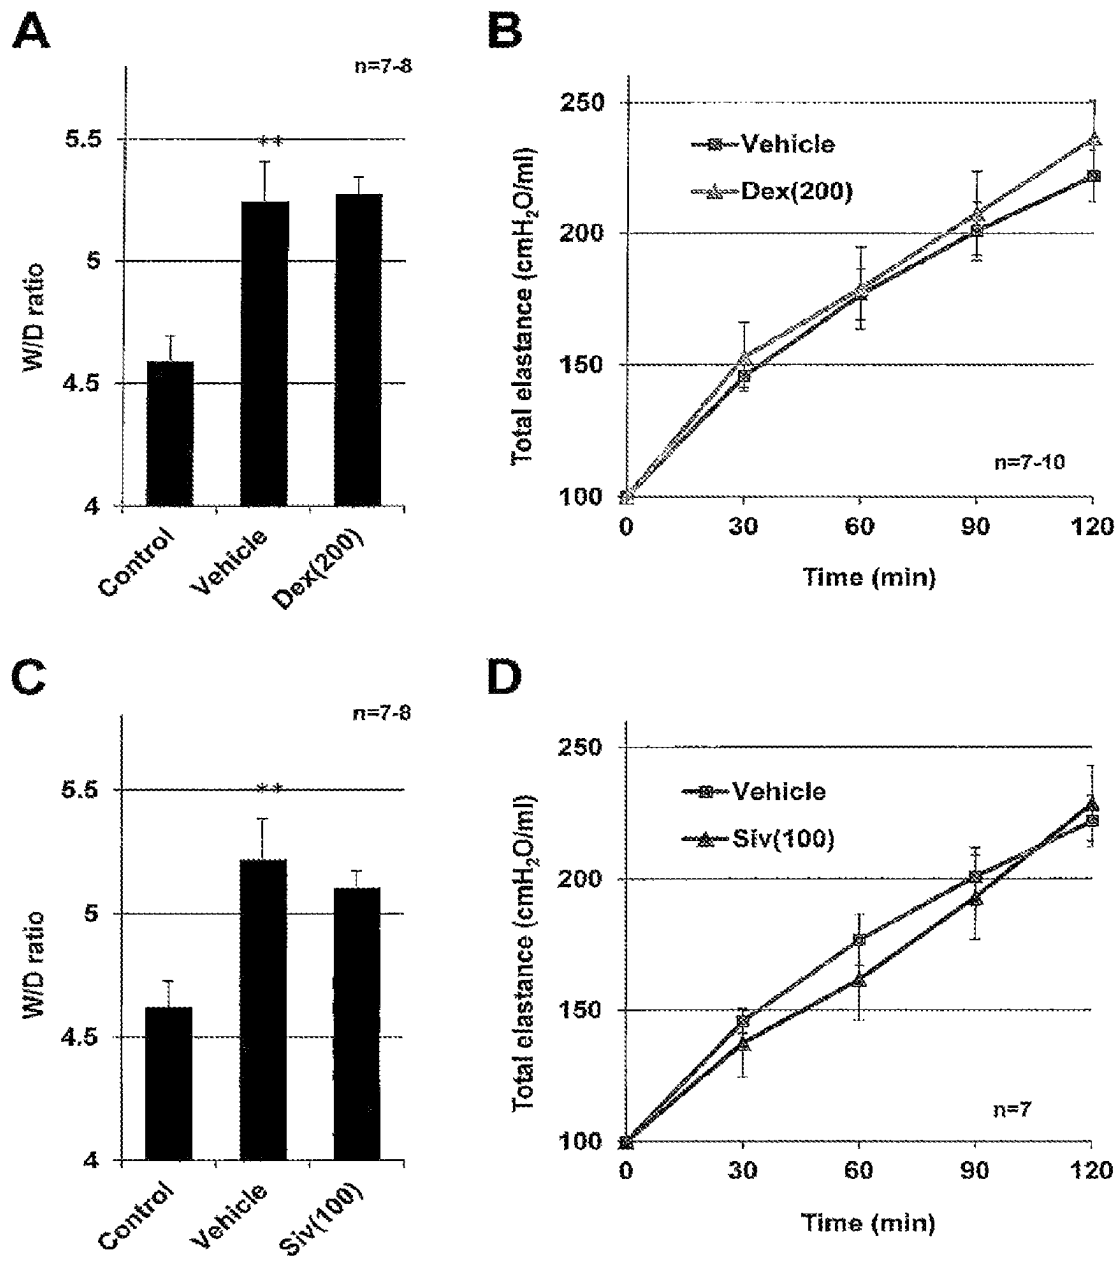 A
n=7-8
5.5
**
5
4.5
4
W/D ratio
Control
Vehicle
Dex(200)
B
250
200
150
100
Total elastance (cmH₂O/ml)
Vehicle
Dex(200)
n=7-10
0 30 60 90 120
Time (min)
C
n=7-8
5.5
**
5
4.5
4
W/D ratio
Control
Vehicle
Siv(100)
D
250
200
150
100
Total elastance (cmH₂O/ml)
Vehicle
Siv(100)
n=7
0 30 60 90 120
Time (min)